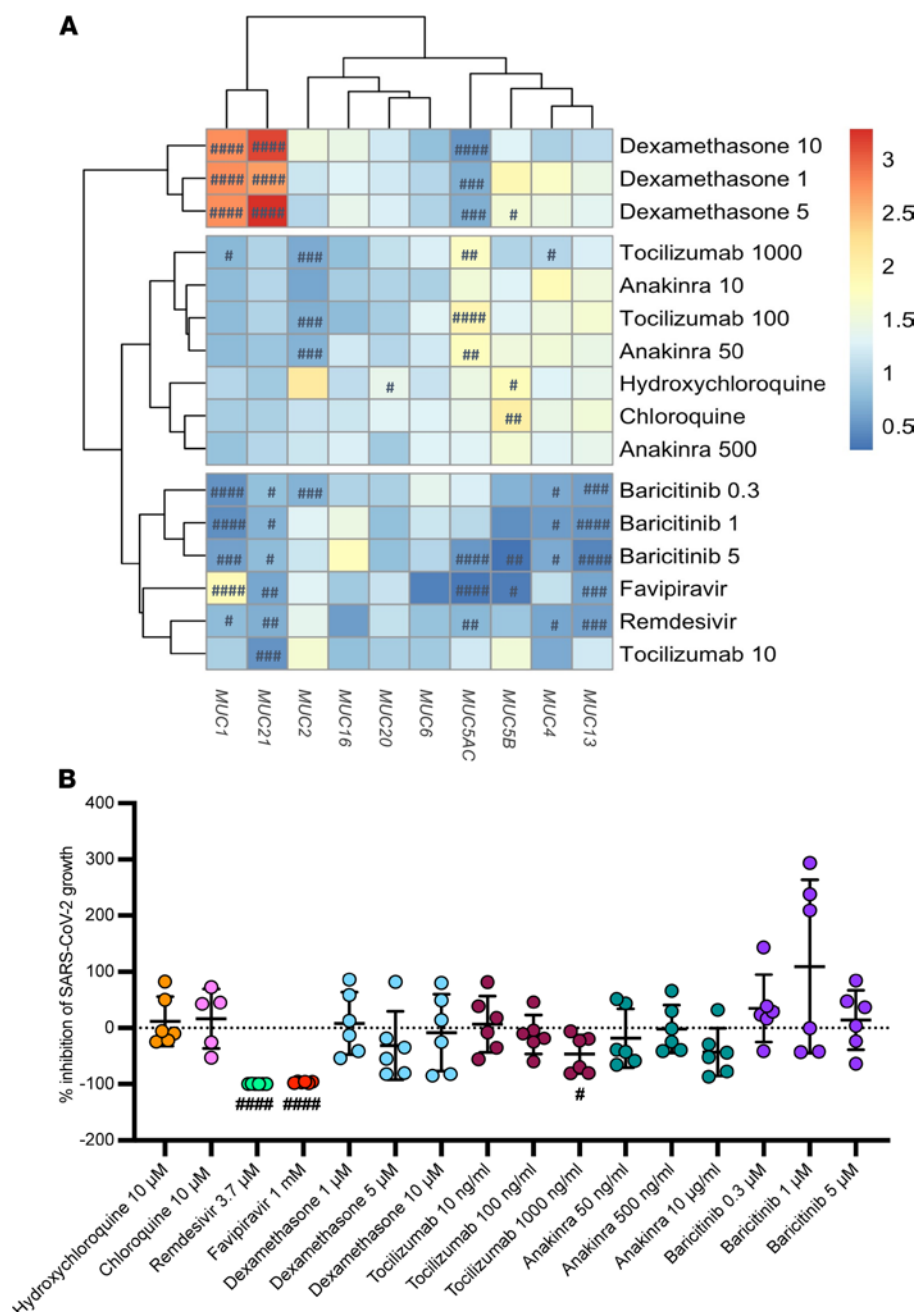 A
#### #### #### Dexamethasone 10
#### #### ### Dexamethasone 1
#### #### ### # Dexamethasone 5
# ### ## # Tocilizumab 1000
Anakinra 10
### #### Tocilizumab 100
### ## Anakinra 50
# # Hydroxychloroquine
## Chloroquine
Anakinra 500
#### # ### # ### Baricitinib 0.3
#### # # #### Baricitinib 1
### # #### ## # #### Baricitinib 5
#### ## #### # ### Favipiravir
# ## ## # ### Remdesivir
### Tocilizumab 10
3
2.5
2
1.5
1
0.5
MUC1 MUC21 MUC2 MUC16 MUC20 MUC6 MUC5AC MUC5B MUC4 MUC13
B
% inhibition of SARS-CoV-2 growth
400
300
200
100
0
-100
-200
#### #### #
Hydroxychloroquine 10 µM
Chloroquine 10 µM
Remdesivir 3.7 µM
Favipiravir 1 mM
Dexamethasone 1 µM
Dexamethasone 5 µM
Dexamethasone 10 µM
Tocilizumab 10 ng/ml
Tocilizumab 100 ng/ml
Tocilizumab 1000 ng/ml
Anakinra 50 ng/ml
Anakinra 500 ng/ml
Anakinra 10 µg/ml
Baricitinib 0.3 µM
Baricitinib 1 µM
Baricitinib 5 µM